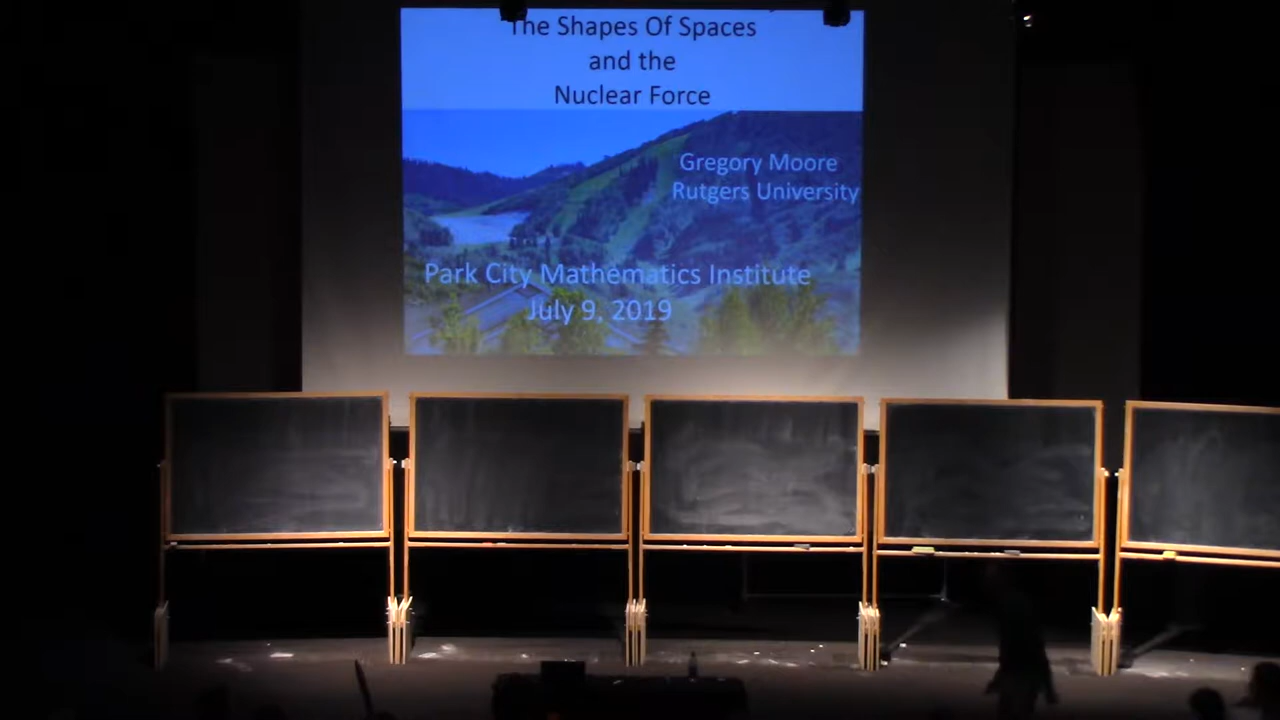 The Shapes Of Spaces
and the
Nuclear Force
Gregory Moore
Rutgers University
Park City Mathematics Institute
July 9, 2019